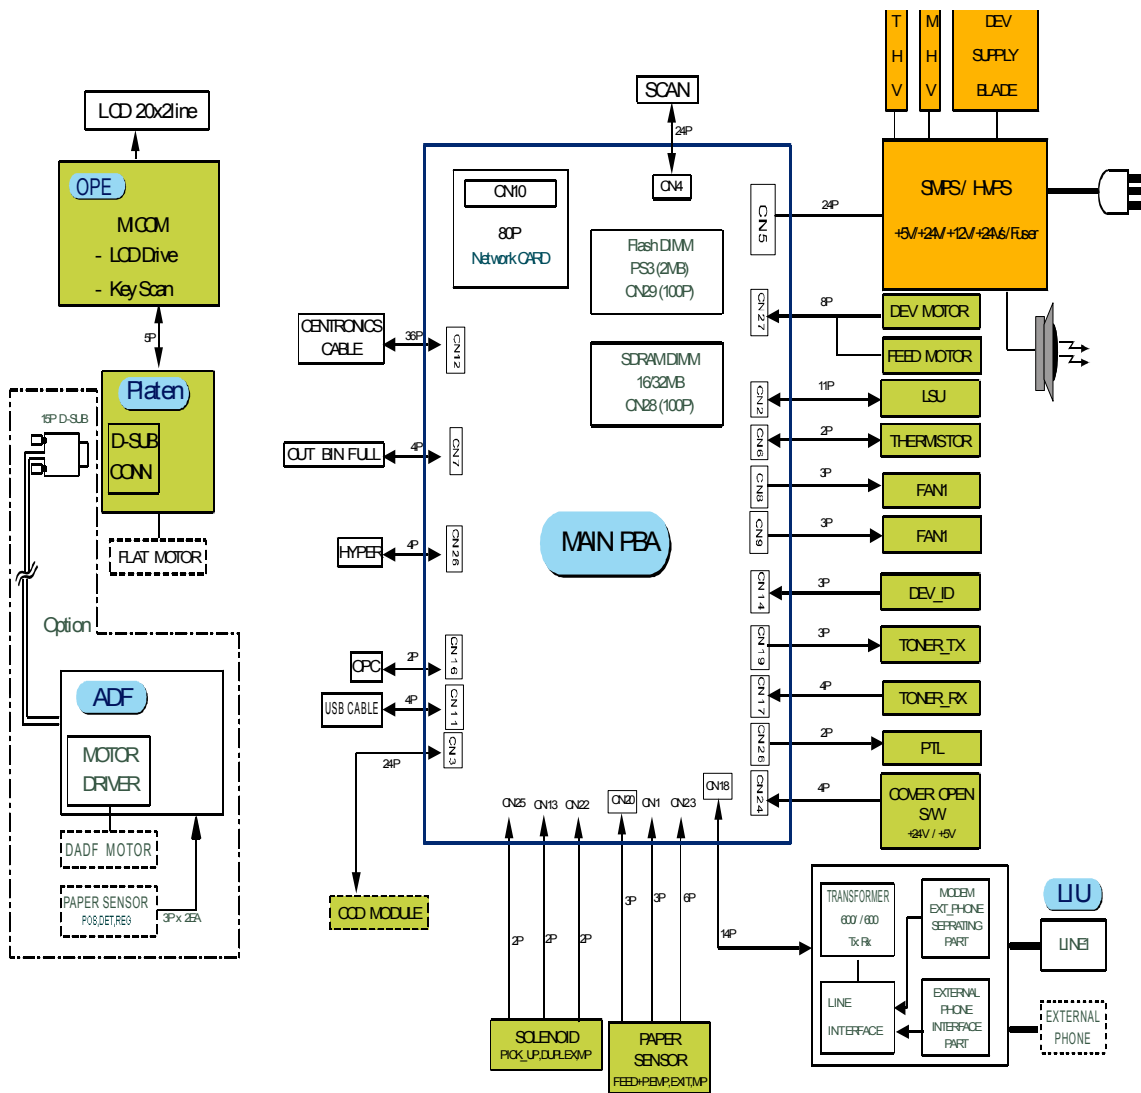 T
H
V
M
H
V
DEV
SUPPLY
BLADE
LCD 20x2line
SCAN
24P
OPE
MICOM
- LCD Drive
- Key Scan
CN10
80P
Network CARD
CN4
CN5
24P
SMPS / HVPS
+5V/+24V/+12V/+24Vs/Fuser
Flash DIMM
PS3 (2MB)
CN29 (100P)
CN27
8P
DEV MOTOR
FEED MOTOR
5P
CENTRONICS
CABLE
36P
CN12
SDRAM DIMM
16/32MB
CN28 (100P)
CN2
11P
LSU
Platen
15P D-SUB
D-SUB
CONN
OUT BIN FULL
4P
CN7
CN6
2P
THERMISTOR
CN8
3P
FAN1
CN9
3P
FAN1
MAIN PBA
FLAT MOTOR
HYPER
4P
CN26
CN14
3P
DEV_ID
Option
CN19
3P
TONER_TX
OPC
2P
CN16
USB CABLE
4P
CN11
CN17
4P
TONER_RX
ADF
24P
CN3
CN26
2P
PTL
MOTOR
DRIVER
CN25
CN13
CN22
CN20
CN1
CN23
CN18
CN24
4P
COVER OPEN
S/W
+24V / +5V
DADF MOTOR
PAPER SENSOR
POS,DET,REG
3P x 2EA
CCD MODULE
2P
2P
2P
3P
3P
6P
14P
TRANSFORMER
600 / 600
Tx Rx
MODEM
EXT_PHONE
SEPRATING
PART
LIU
LINE1
LINE
INTERFACE
EXTERNAL
PHONE
INTERFACE
PART
EXTERNAL
PHONE
SOLENOID
PICK_UP,DUPLEX,MP
PAPER
SENSOR
FEED+P.EMP,EXIT,MP